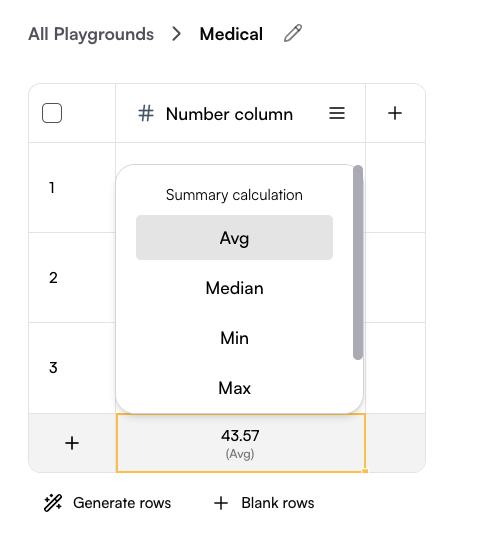 All Playgrounds > Medical
# Number column
+
1
Summary calculation
Avg
Median
Min
Max
2
3
+
43.57
(Avg)
Generate rows
+ Blank rows